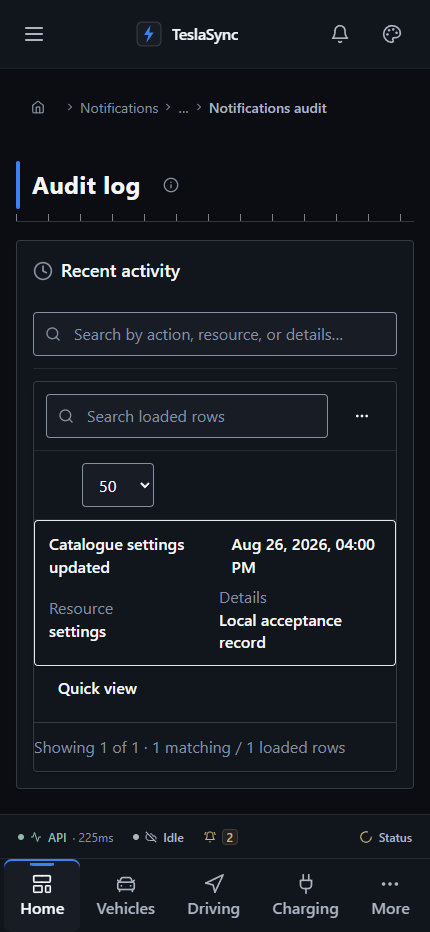 TeslaSync
Notifications
...
Notifications audit
Audit log
Recent activity
Search by action, resource, or details...
Search loaded rows
50
Catalogue settings updated
Aug 26, 2026, 04:00 PM
Resource
settings
Details
Local acceptance record
Quick view
Showing 1 of 1 · 1 matching / 1 loaded rows
API · 225ms
Idle
2
Status
Home
Vehicles
Driving
Charging
More